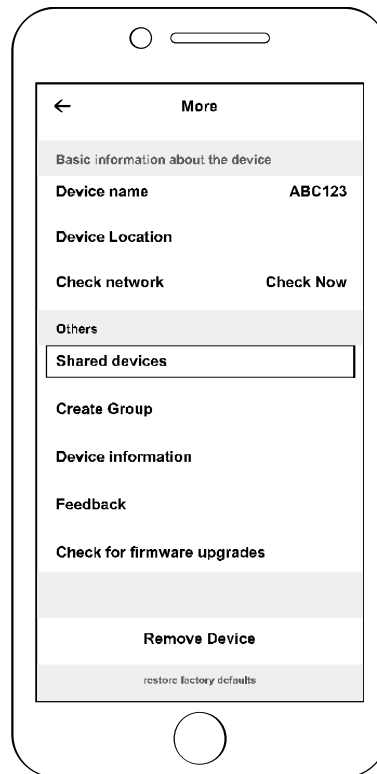 ← More
Basic information about the device
Device name ABC123
Device Location
Check network Check Now
Others
Shared devices
Create Group
Device information
Feedback
Check for firmware upgrades
Remove Device
restore factory defaults